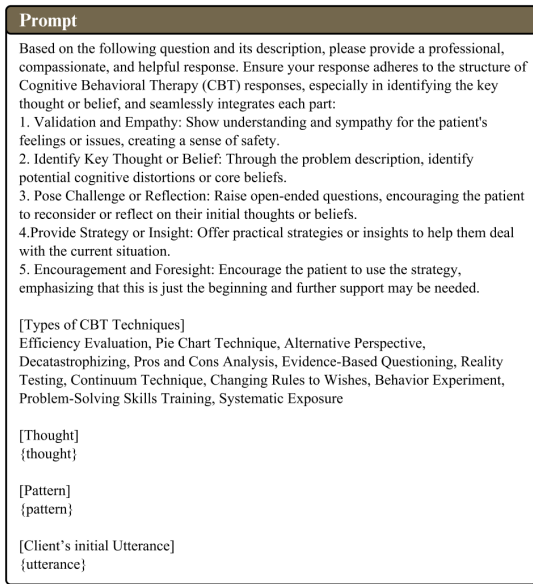 Prompt
Based on the following question and its description, please provide a professional,
compassionate, and helpful response. Ensure your response adheres to the structure of
Cognitive Behavioral Therapy (CBT) responses, especially in identifying the key
thought or belief, and seamlessly integrates each part:
1. Validation and Empathy: Show understanding and sympathy for the patient's
feelings or issues, creating a sense of safety.
2. Identify Key Thought or Belief: Through the problem description, identify
potential cognitive distortions or core beliefs.
3. Pose Challenge or Reflection: Raise open-ended questions, encouraging the patient
to reconsider or reflect on their initial thoughts or beliefs.
4.Provide Strategy or Insight: Offer practical strategies or insights to help them deal
with the current situation.
5. Encouragement and Foresight: Encourage the patient to use the strategy,
emphasizing that this is just the beginning and further support may be needed.
[Types of CBT Techniques]
Efficiency Evaluation, Pie Chart Technique, Alternative Perspective,
Decatastrophizing, Pros and Cons Analysis, Evidence-Based Questioning, Reality
Testing, Continuum Technique, Changing Rules to Wishes, Behavior Experiment,
Problem-Solving Skills Training, Systematic Exposure
[Thought]
{thought}
[Pattern]
{pattern}
[Client's initial Utterance]
{utterance}